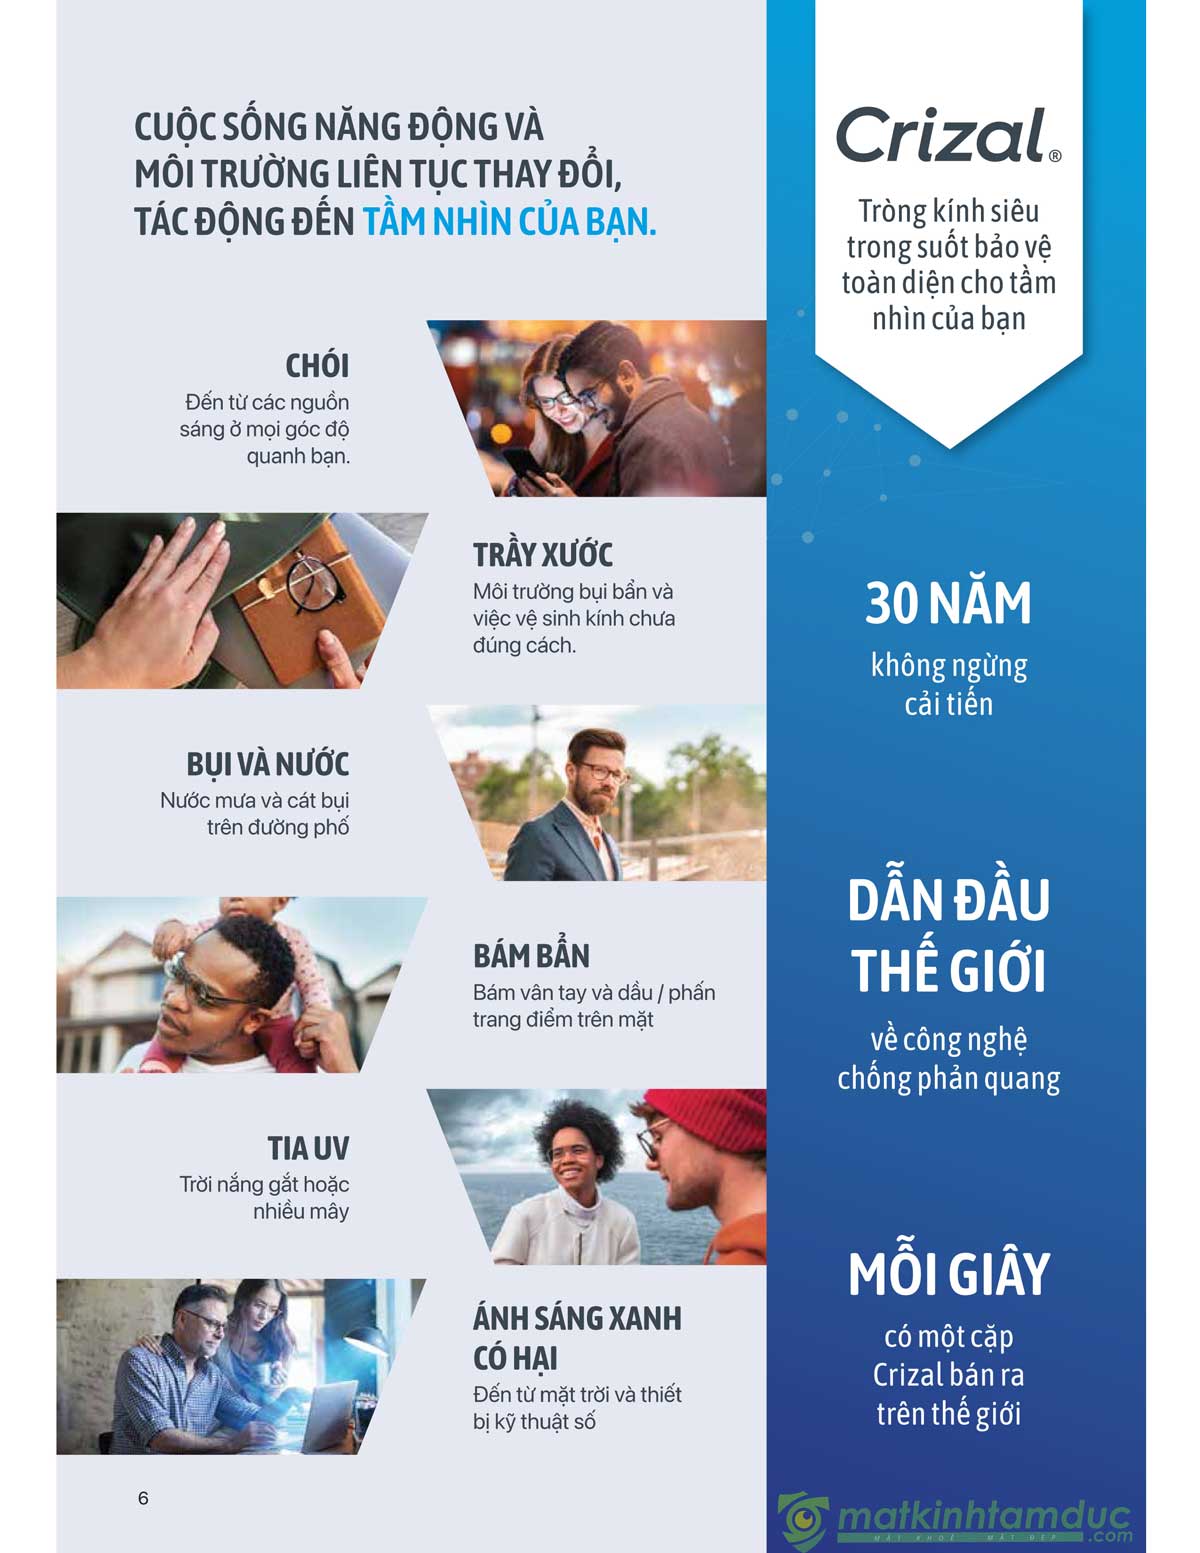 CUỘC SỐNG NĂNG ĐỘNG VÀ
MÔI TRƯỜNG LIÊN TỤC THAY ĐỔI,
TÁC ĐỘNG ĐẾN TẦM NHÌN CỦA BẠN.
CHÓI
Đến từ các nguồn
sáng ở mọi góc độ
quanh bạn.
TRẦY XƯỚC
Môi trường bụi bẩn và
việc vệ sinh kính chưa
đúng cách.
BỤI VÀ NƯỚC
Nước mưa và cát bụi
trên đường phố
BÁM BẨN
Bám vân tay và dầu / phấn
trang điểm trên mặt
TIA UV
Trời nắng gắt hoặc
nhiều mây
ÁNH SÁNG XANH
CÓ HẠI
Đến từ mặt trời và thiết
bị kỹ thuật số
6
Crizal®
Tròng kính siêu
trong suốt bảo vệ
toàn diện cho tầm
nhìn của bạn
30 NĂM
không ngừng
cải tiến
DẪN ĐẦU
THẾ GIỚI
về công nghệ
chống phản quang
MỖI GIÂY
có một cặp
Crizal bán ra
trên thế giới
matkinhtamduc
MẮT KHOẺ - MẮT ĐẸP .com